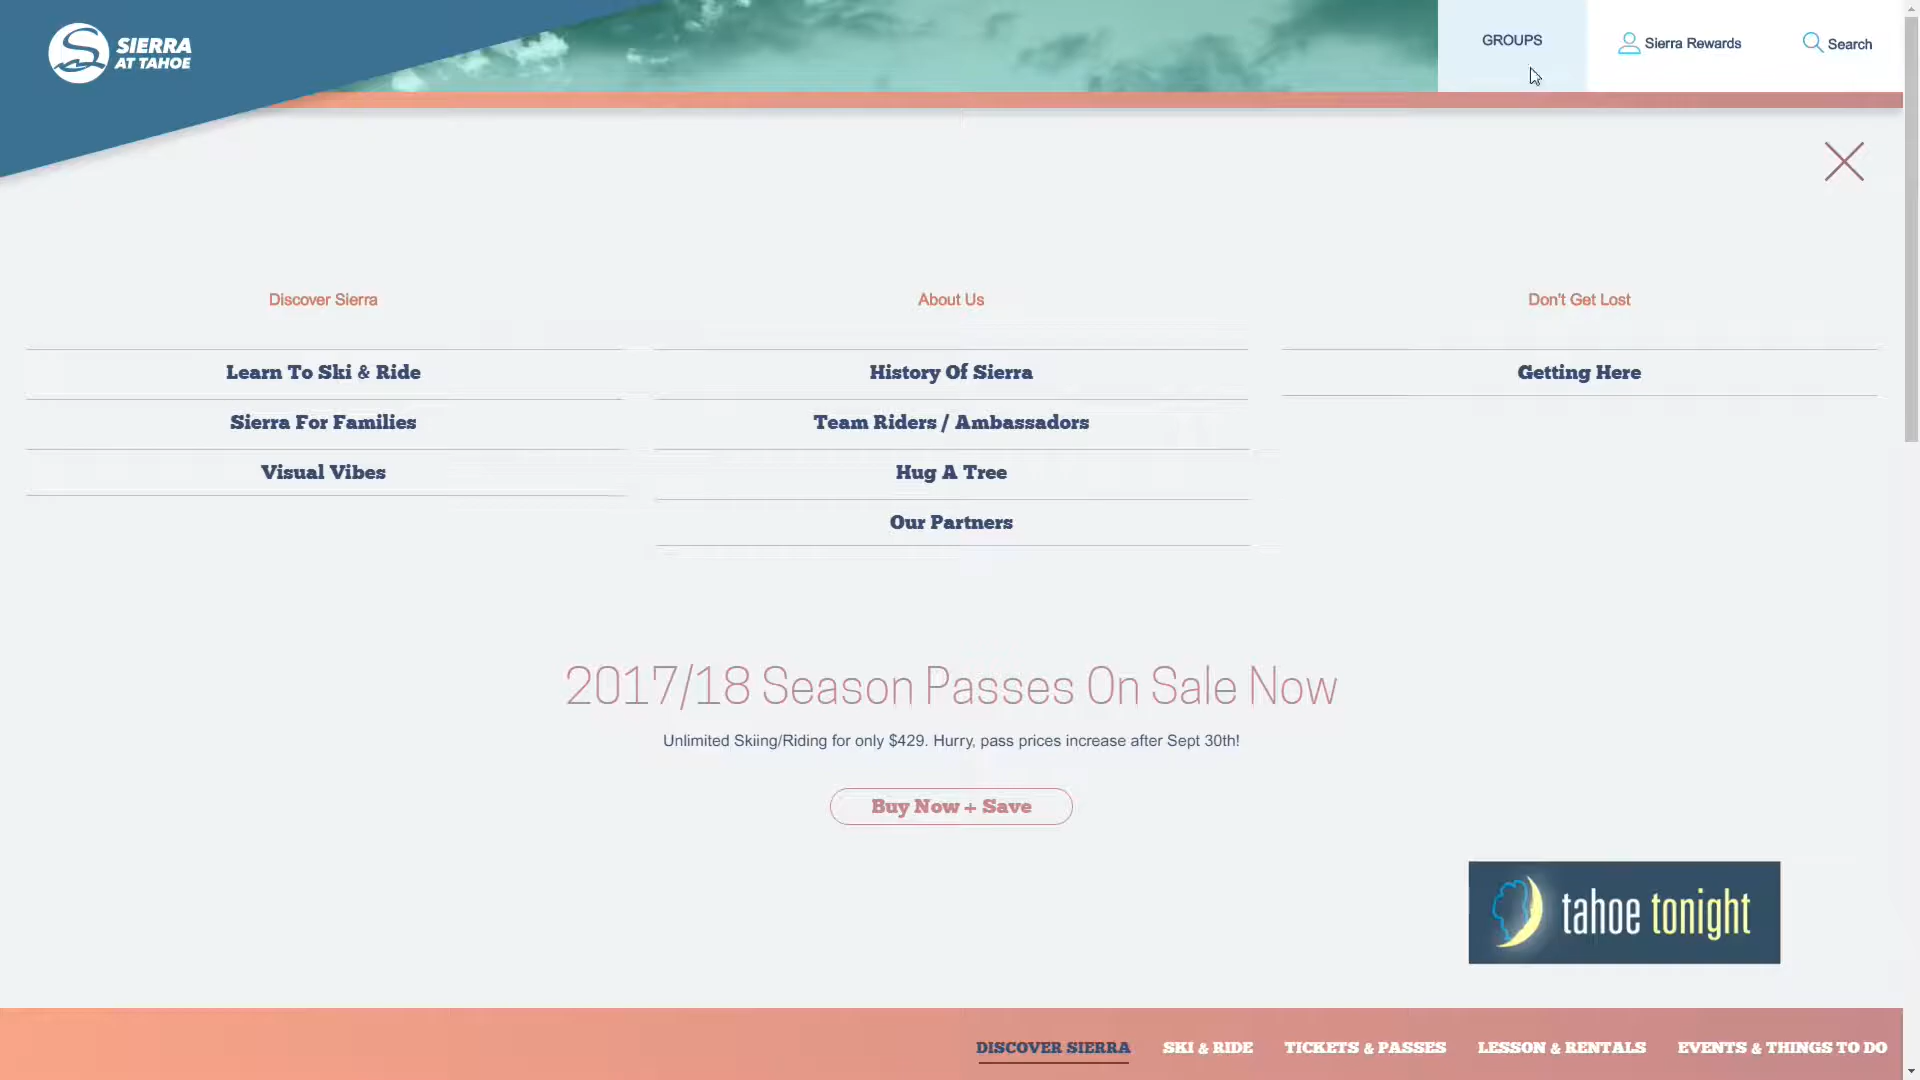 SIERRA
AT TAHOE
GROUPS
Sierra Rewards
Search
Discover Sierra
Learn To Ski & Ride
Sierra For Families
Visual Vibes
About Us
History Of Sierra
Team Riders / Ambassadors
Hug A Tree
Our Partners
Don't Get Lost
Getting Here
2017/18 Season Passes On Sale Now
Unlimited Skiing/Riding for only $429. Hurry, pass prices increase after Sept 30th!
Buy Now + Save
tahoe tonight
DISCOVER SIERRA
SKI & RIDE
TICKETS & PASSES
LESSON & RENTALS
EVENTS & THINGS TO DO